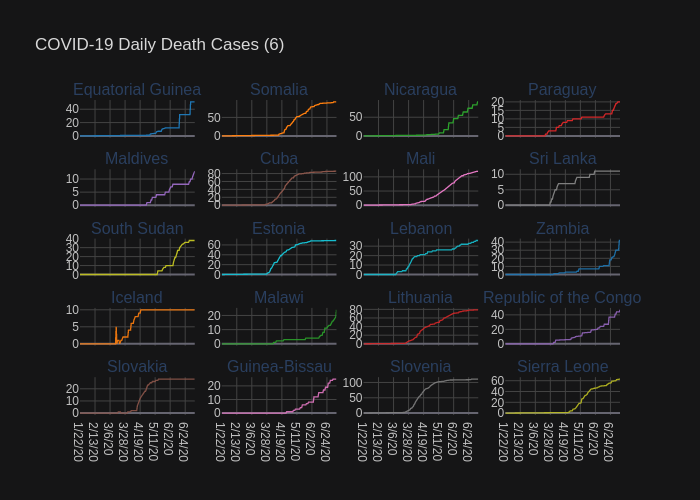 COVID-19 Daily Death Cases (6)
Equatorial Guinea Somalia Nicaragua Paraguay
40 20 0 50 0 50 0 20 15 10 5 0
Maldives Cuba Mali Sri Lanka
10 5 0 80 60 40 20 0 100 50 0 10 5 0
South Sudan Estonia Lebanon Zambia
40 30 20 10 0 60 40 20 0 30 20 10 0 40 30 20 10 0
Iceland Malawi Lithuania Republic of the Congo
10 5 0 20 10 0 80 60 40 20 0 40 20 0
Slovakia Guinea-Bissau Slovenia Sierra Leone
20 10 0 20 10 0 100 50 0 60 40 20 0
1/22/20 2/13/20 3/6/20 3/28/20 4/19/20 5/11/20 6/2/20 6/24/20 1/22/20 2/13/20 3/6/20 3/28/20 4/19/20 5/11/20 6/2/20 6/24/20 1/22/20 2/13/20 3/6/20 3/28/20 4/19/20 5/11/20 6/2/20 6/24/20 1/22/20 2/13/20 3/6/20 3/28/20 4/19/20 5/11/20 6/2/20 6/24/20